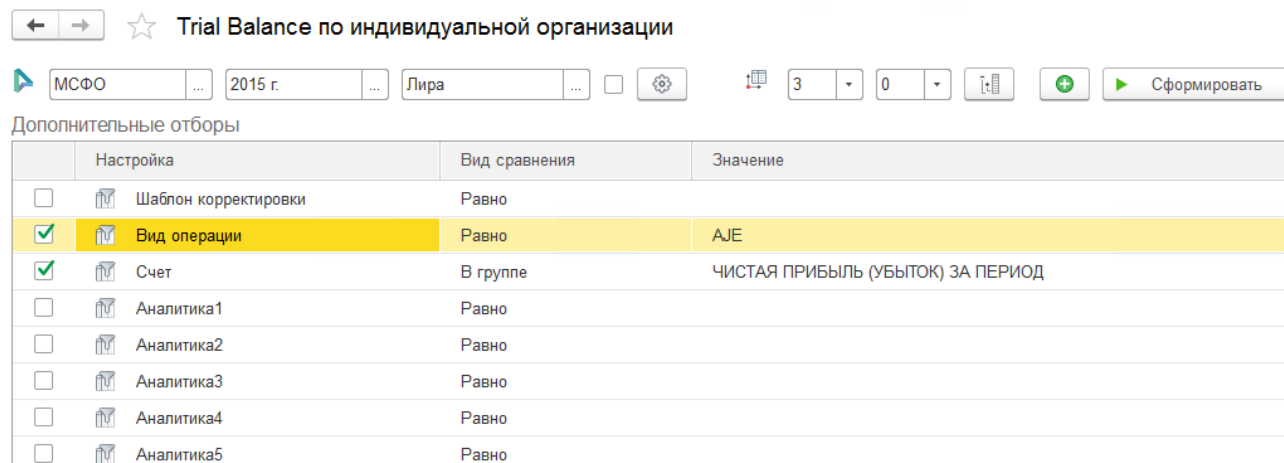 Trial Balance по индивидуальной организации
МСФО ... 2015 г. ... Лира ... 3 0 Сформировать
Дополнительные отборы
Настройка Вид сравнения Значение
Шаблон корректировки Равно
Вид операции Равно AJE
Счет В группе ЧИСТАЯ ПРИБЫЛЬ (УБЫТОК) ЗА ПЕРИОД
Аналитика1 Равно
Аналитика2 Равно
Аналитика3 Равно
Аналитика4 Равно
Аналитика5 Равно